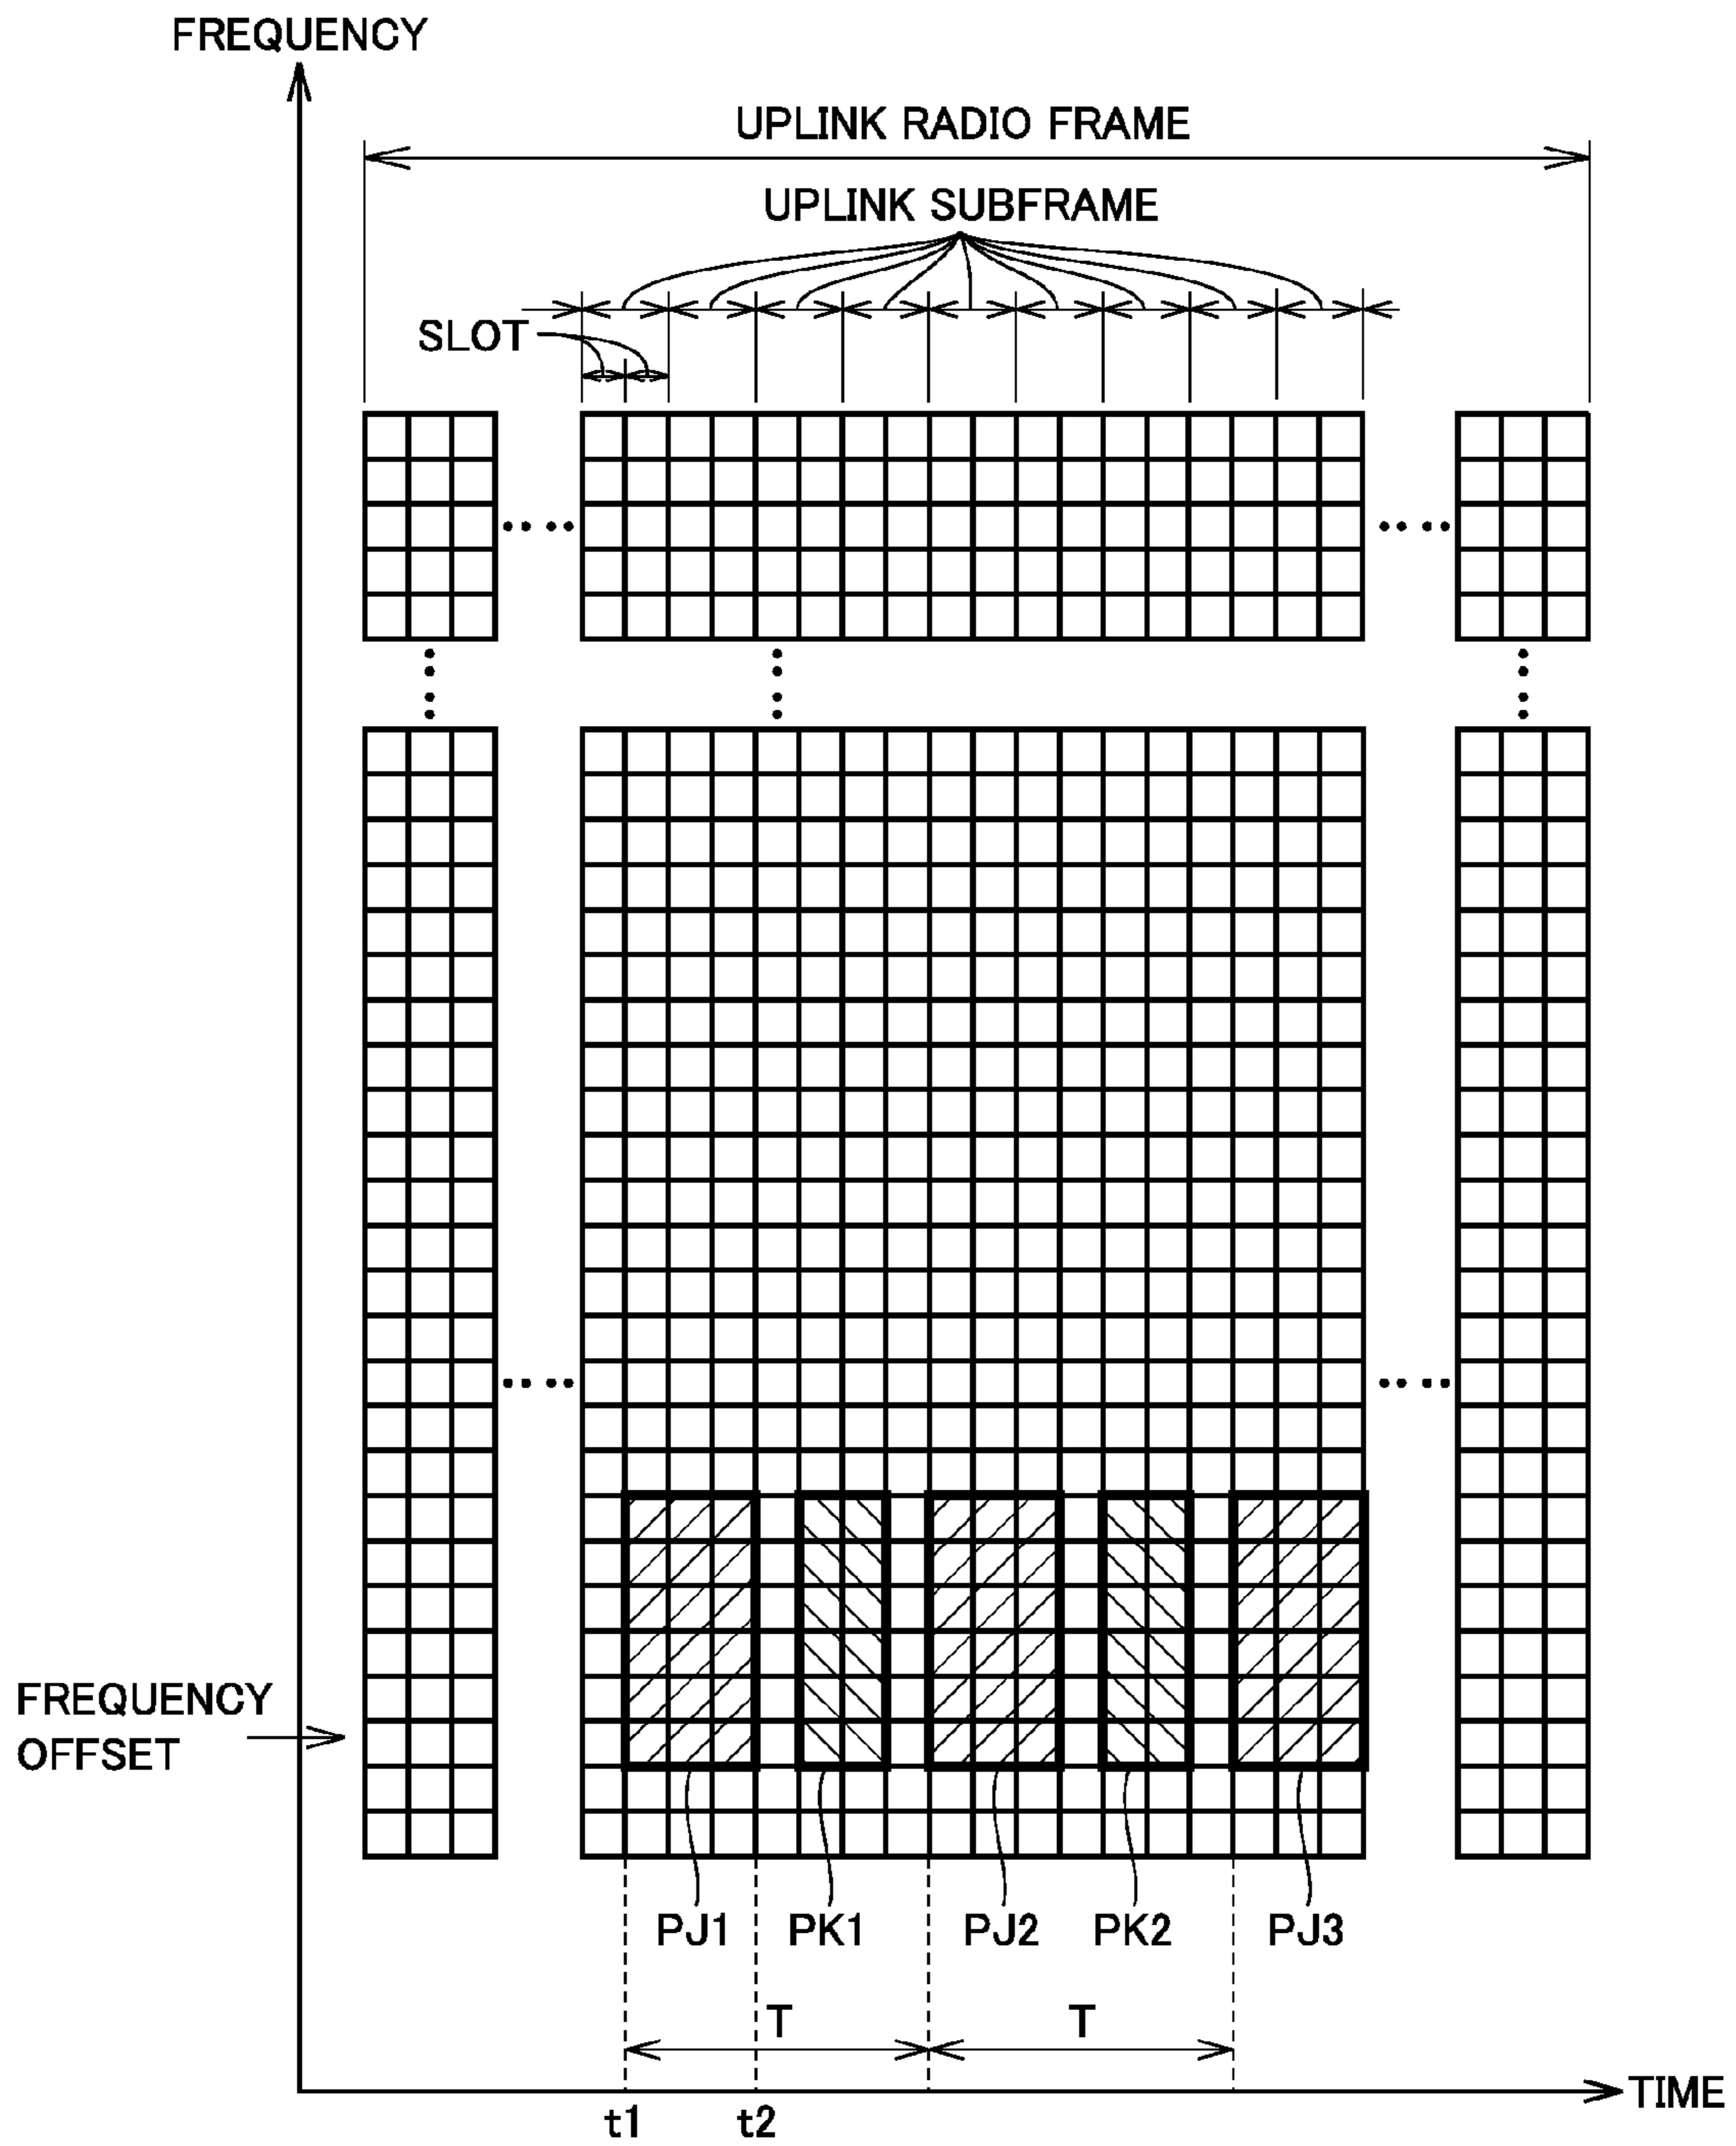 FREQUENCY
UPLINK RADIO FRAME
UPLINK SUBFRAME
SLOT
FREQUENCY
OFFSET
PJ1 PK1 PJ2 PK2 PJ3
T T
TIME
t1 t2